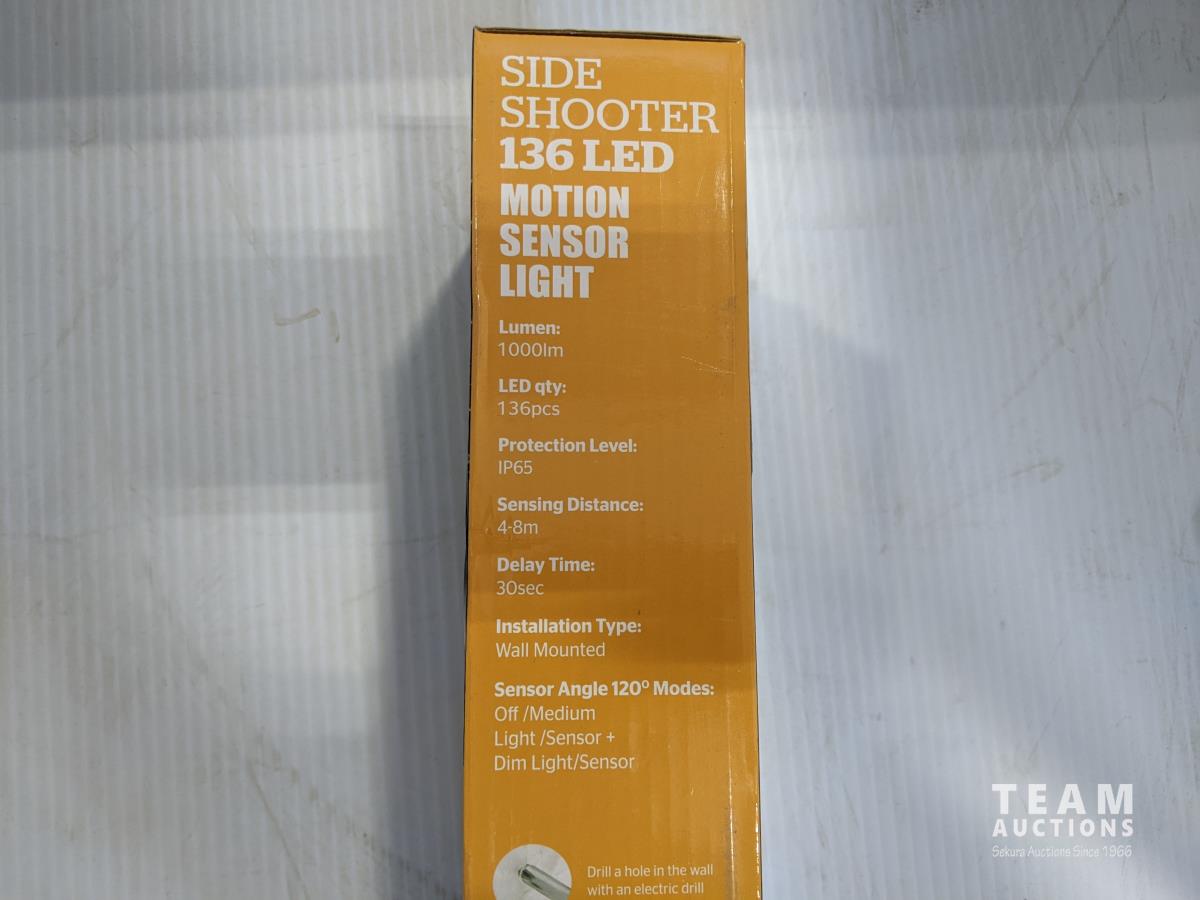 SIDE
SHOOTER
136 LED
MOTION
SENSOR
LIGHT
Lumen:
1000lm
LED qty:
136pcs
Protection Level:
IP65
Sensing Distance:
4-8m
Delay Time:
30sec
Installation Type:
Wall Mounted
Sensor Angle 120º Modes:
Off /Medium
Light /Sensor +
Dim Light/Sensor
Drill a hole in the wall
with an electric drill
TEAM
AUCTIONS
Sekura Auctions Since 1966